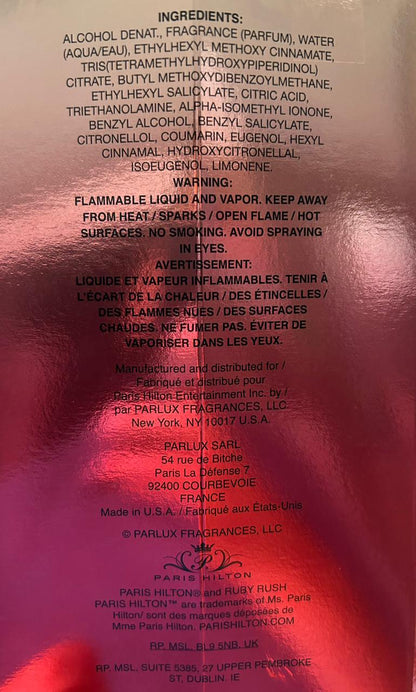 INGREDIENTS:
ALCOHOL DENAT., FRAGRANCE (PARFUM), WATER
(AQUA/EAU), ETHYLHEXYL METHOXY CINNAMATE,
TRIS(TETRAMETHYLHYDROXYPIPERIDINOL)
CITRATE, BUTYL METHOXYDIBENZOYLMETHANE,
ETHYLHEXYL SALICYLATE, CITRIC ACID,
TRIETHANOLAMINE, ALPHA-ISOMETHYL IONONE,
BENZYL ALCOHOL, BENZYL SALICYLATE,
CITRONELLOL, COUMARIN, EUGENOL, HEXYL
CINNAMAL, HYDROXYCITRONELLAL,
ISOEUGENOL, LIMONENE.
WARNING:
FLAMMABLE LIQUID AND VAPOR. KEEP AWAY
FROM HEAT / SPARKS / OPEN FLAME / HOT
SURFACES. NO SMOKING. AVOID SPRAYING
IN EYES.
AVERTISSEMENT:
LIQUIDE ET VAPEUR INFLAMMABLES. TENIR À
L'ÉCART DE LA CHALEUR / DES ÉTINCELLES /
DES FLAMMES NUES / DES SURFACES
CHAUDES. NE FUMER PAS. ÉVITER DE
VAPORISER DANS LES YEUX.
Manufactured and distributed for /
Fabriqué et distribué pour
Paris Hilton Entertainment Inc. by /
par PARLUX FRAGRANCES, LLC.
New York, NY 10017 U.S.A.
PARLUX SARL
54 rue de Bitche
Paris La Défense 7
92400 COURBEVOIE
FRANCE
Made in U.S.A. / Fabriqué aux États-Unis
© PARLUX FRAGRANCES, LLC
P
PARIS HILTON
PARIS HILTON® and RUBY RUSH
PARIS HILTON™ are trademarks of Ms. Paris
Hilton/ sont des marques déposées de
Mme Paris Hilton. PARISHILTON.COM
RP. MSL. BL9 5NB. UK
RP. MSL. SUITE 5385, 27 UPPER PEMBROKE
ST, DUBLIN. IE